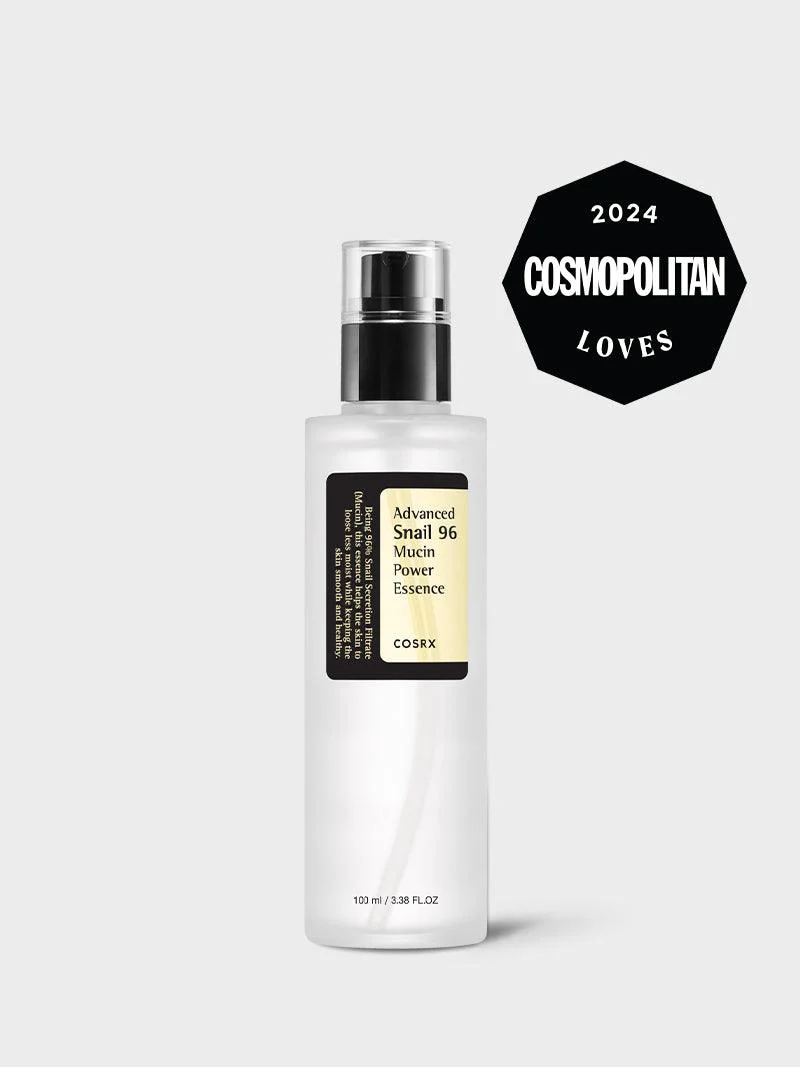 2024
COSMOPOLITAN
LOVES
Advanced
Snail 96
Mucin
Power
Essence
COSRX
Being 96% Snail Secretion Filtrate
(Mucin), this essence helps the skin to
loose less moist while keeping the
skin smooth and healthy.
100 ml / 3.38 FL.OZ